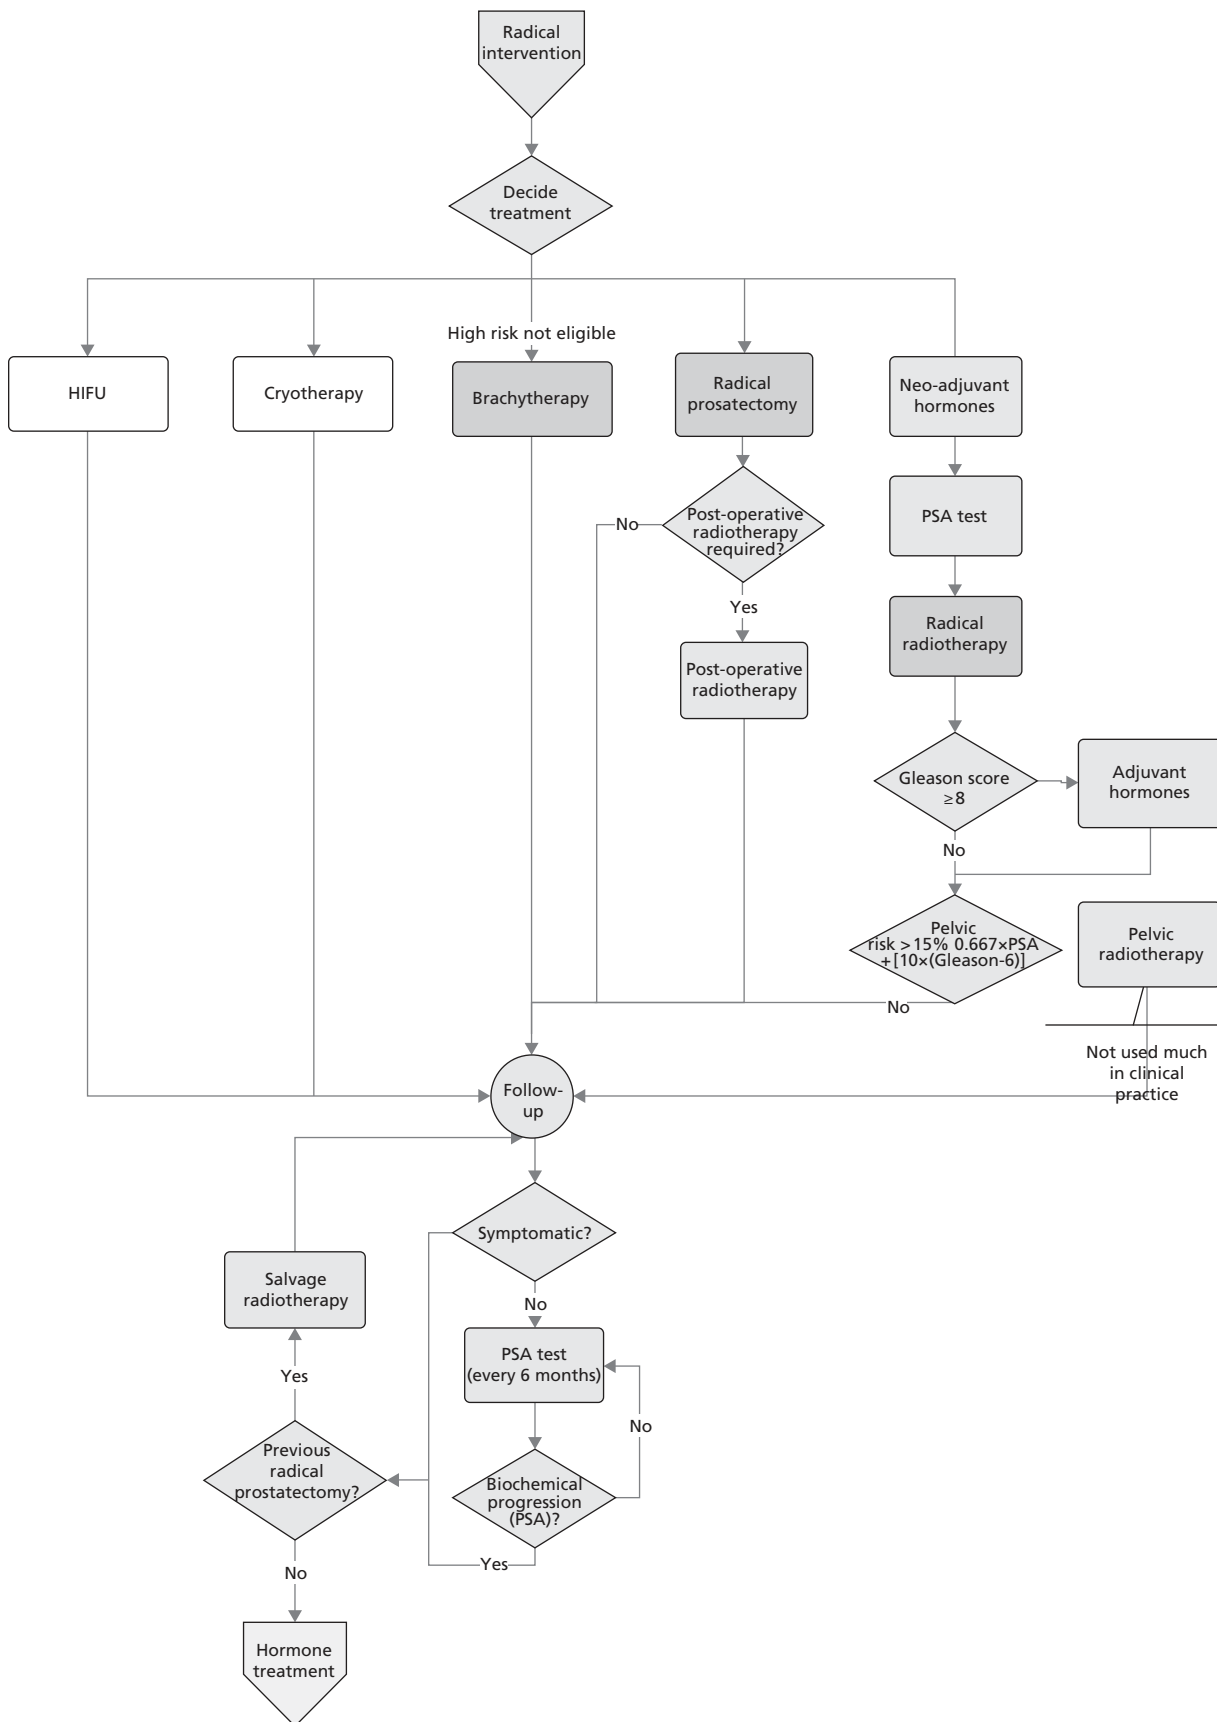 Radical
intervention
Decide
treatment
High risk not eligible
HIFU
Cryotherapy
Brachytherapy
Radical
prosatectomy
Neo-adjuvant
hormones
No
Post-operative
radiotherapy
required?
PSA test
Yes
Radical
radiotherapy
Post-operative
radiotherapy
Gleason score
≥8
Adjuvant
hormones
No
Pelvic
risk >15% 0.667×PSA
+[10×(Gleason-6)]
Pelvic
radiotherapy
No
Not used much
in clinical
practice
Follow-
up
Symptomatic?
Salvage
radiotherapy
No
PSA test
(every 6 months)
Yes
No
Previous
radical
prostatectomy?
Biochemical
progression
(PSA)?
Yes
No
Hormone
treatment